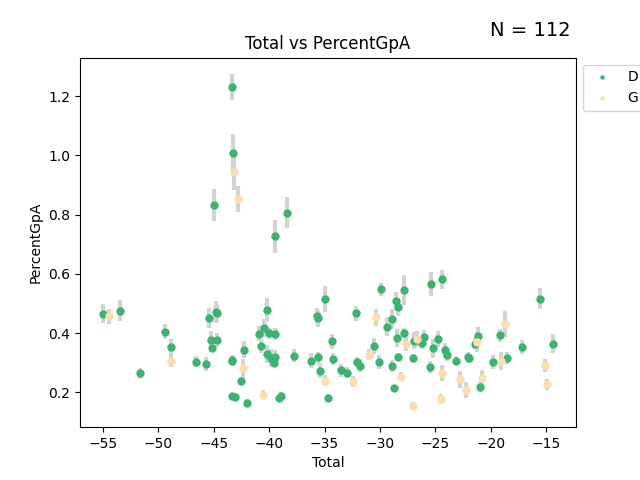 N = 112
Total vs PercentGpA
D
G
PercentGpA
1.2
1.0
0.8
0.6
0.4
0.2
−55 −50 −45 −40 −35 −30 −25 −20 −15
Total